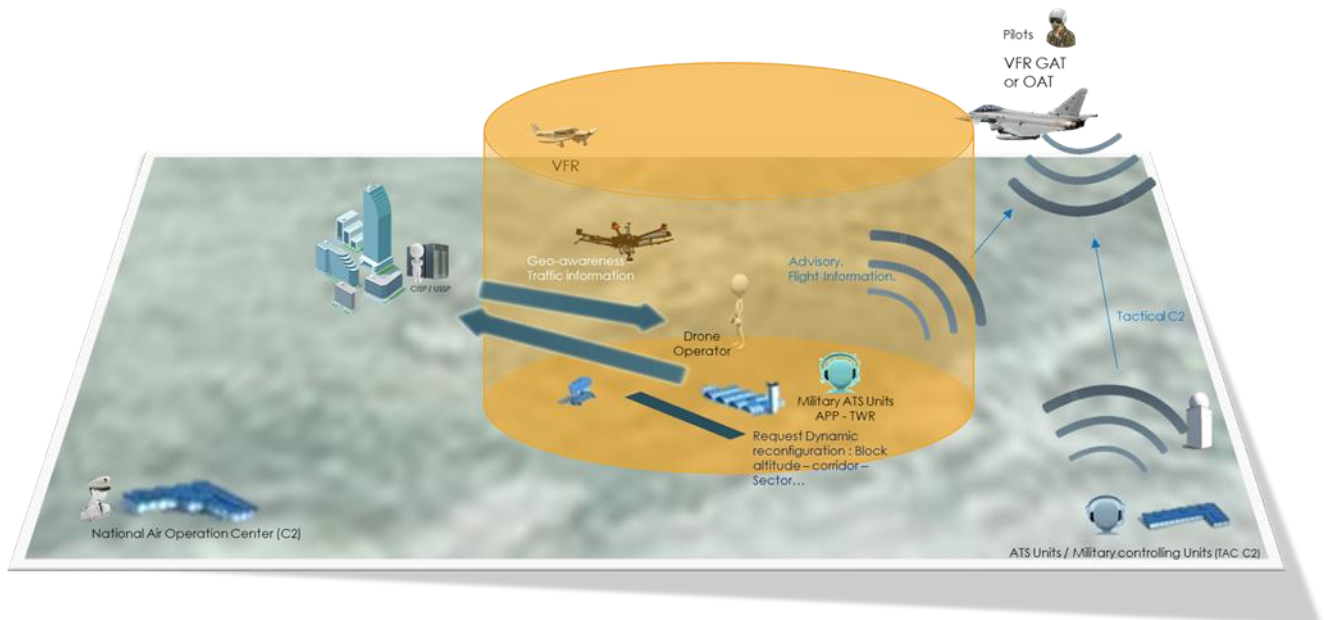 Pilots
VFR GAT
or OAT
VFR
Geo-awareness
Traffic information
CISP / USSP
Advisory.
Flight Information.
Drone
Operator
Tactical C2
Military ATS Units
APP - TWR
Request Dynamic
reconfiguration : Block
altitude – corridor –
Sector...
National Air Operation Center (C2)
ATS Units / Military controlling Units (TAC C2)